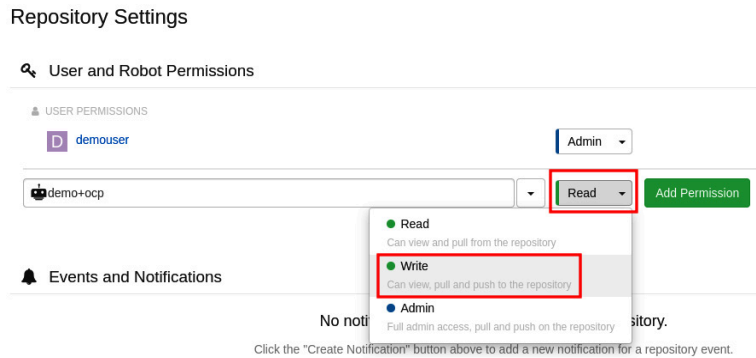 Repository Settings
User and Robot Permissions
USER PERMISSIONS
D demouser Admin
demo+ocp Read Add Permission
Read
Can view and pull from the repository
Write
Can view, pull and push to the repository
Events and Notifications
Admin
No noti sitory.
Full admin access, pull and push on the repository
Click the "Create Notification" button above to add a new notification for a repository event.